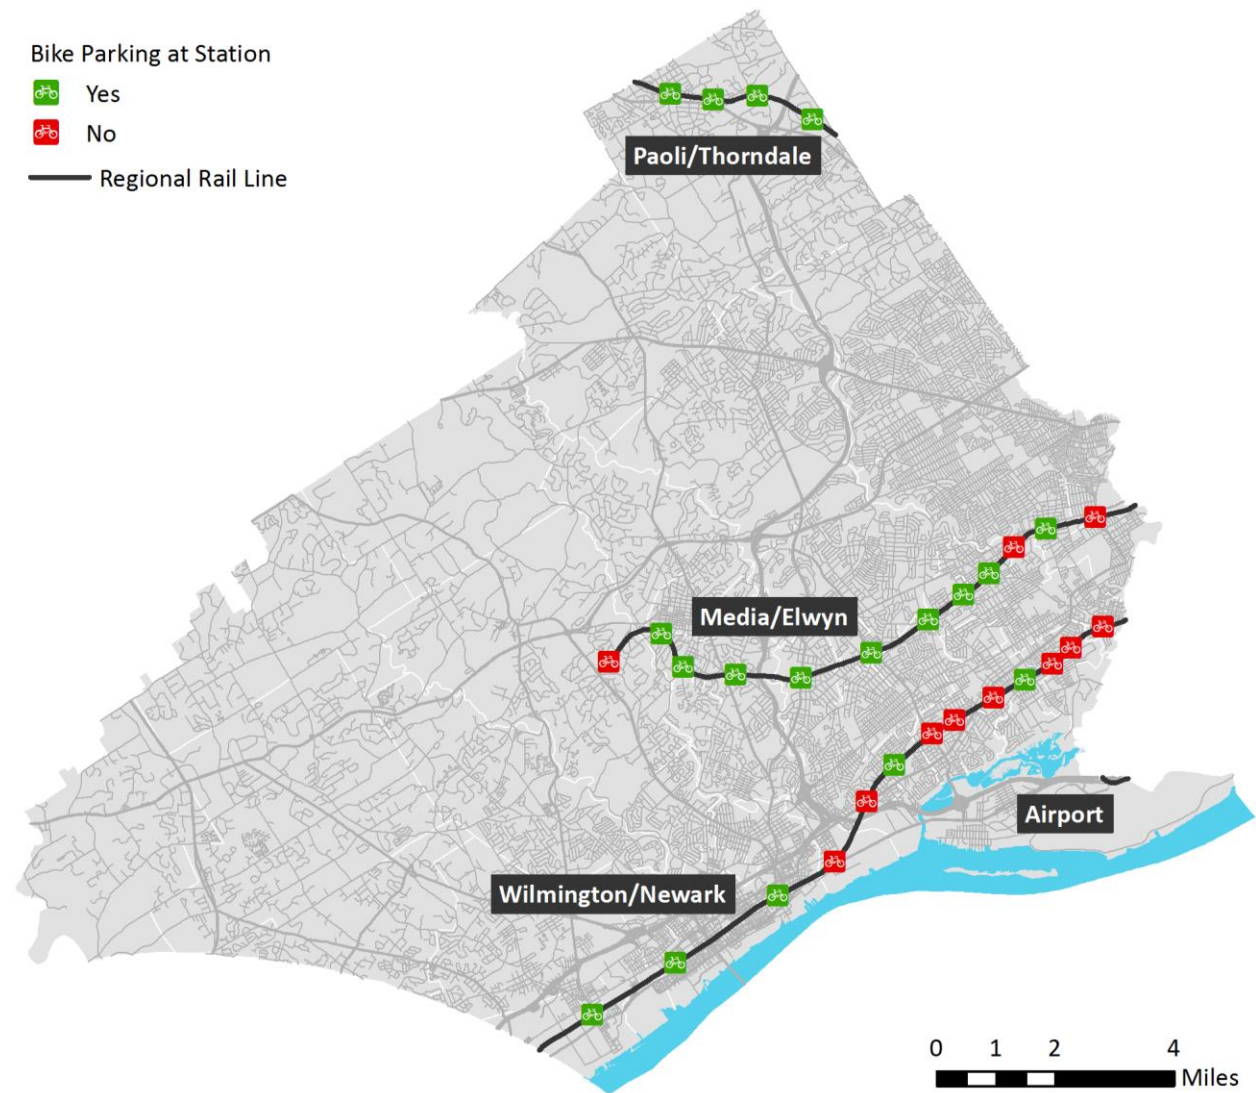 Bike Parking at Station
Yes
No
Regional Rail Line
Paoli/Thorndale
Media/Elwyn
Airport
Wilmington/Newark
0 1 2 4
Miles